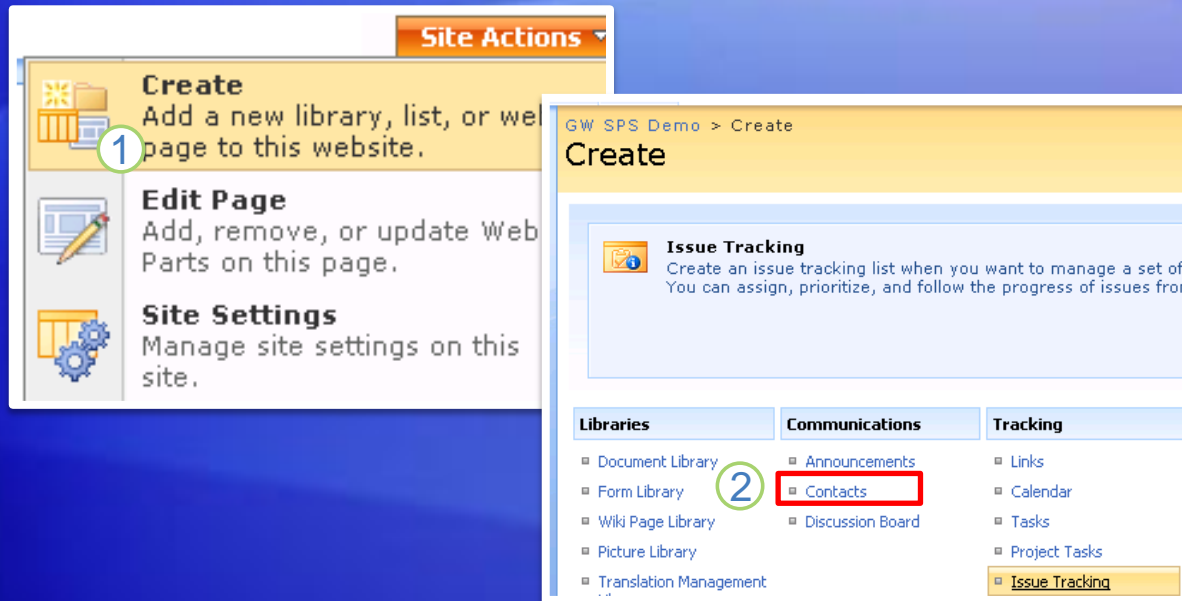 Site Actions
Create
Add a new library, list, or
page to this website.
1
Edit Page
Add, remove, or update Web
Parts on this page.
Site Settings
Manage site settings on this
site.
GW SPS Demo > Create
Create
Issue Tracking
Create an issue tracking list when you want to manage a set of
You can assign, prioritize, and follow the progress of issues
Libraries
Document Library
Form Library
Wiki Page Library
Picture Library
Translation Management
2
Communications
Announcements
Contacts
Discussion Board
Tracking
Links
Calendar
Tasks
Project Tasks
Issue Tracking